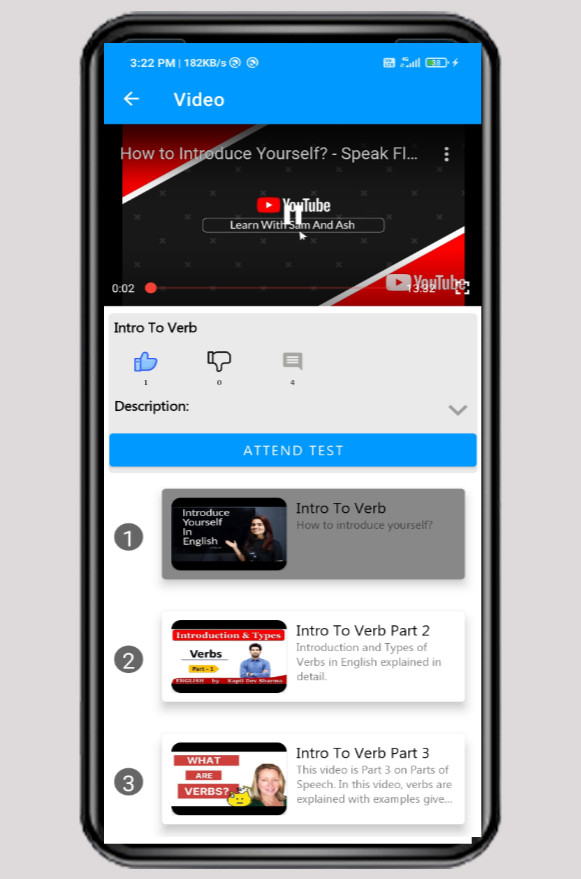 3:22 PM | 182KB/s
4G
38
Video
How to Introduce Yourself? - Speak Fl...
YouTube
Learn With Sam And Ash
YouTube
0:02
13:32
Intro To Verb
1
0
4
Description:
ATTEND TEST
1
Introduce
Yourself
In
English
Intro To Verb
How to introduce yourself?
2
Introduction & Types
Verbs
Part - 1
ENGLISH by Kapil Dev Sharma
Intro To Verb Part 2
Introduction and Types of
Verbs in English explained in
detail.
3
WHAT
ARE
VERBS?
Intro To Verb Part 3
This video is Part 3 on Parts of
Speech. In this video, verbs are
explained with examples give...